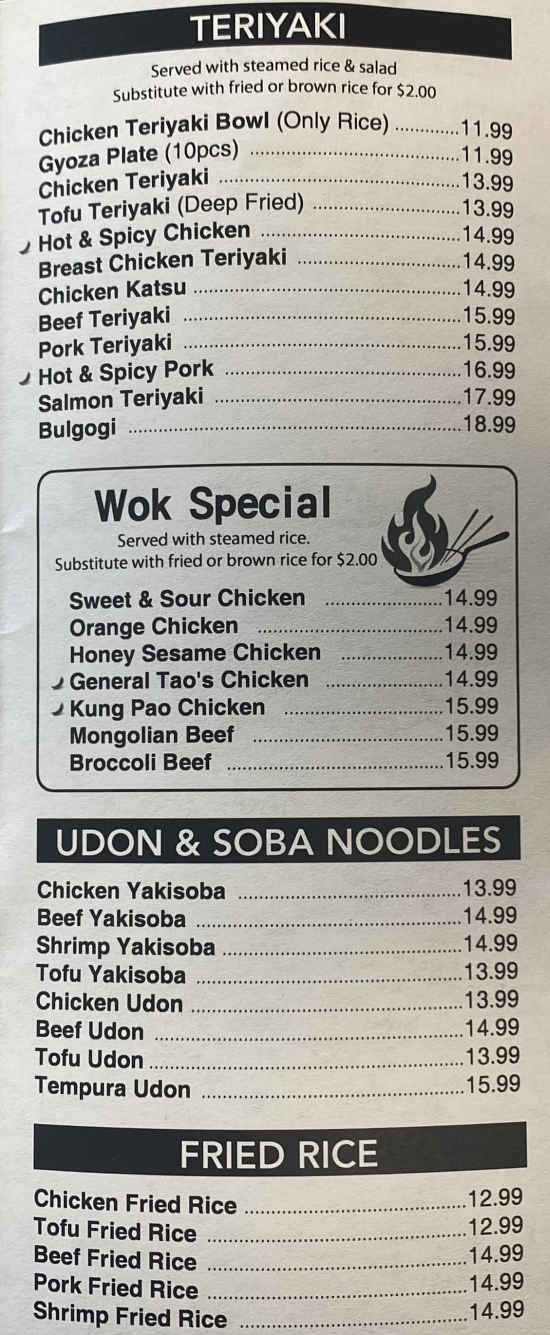 TERIYAKI
Served with steamed rice & salad
Substitute with fried or brown rice for $2.00
Chicken Teriyaki Bowl (Only Rice) .............11.99
Gyoza Plate (10pcs) ........................................11.99
Chicken Teriyaki ..............................................13.99
Tofu Teriyaki (Deep Fried) ............................13.99
Hot & Spicy Chicken ......................................14.99
Breast Chicken Teriyaki ...............................14.99
Chicken Katsu ...................................................14.99
Beef Teriyaki .....................................................15.99
Pork Teriyaki .....................................................15.99
Hot & Spicy Pork .............................................16.99
Salmon Teriyaki ...............................................17.99
Bulgogi ................................................................18.99
Wok Special
Served with steamed rice.
Substitute with fried or brown rice for $2.00
Sweet & Sour Chicken .......................14.99
Orange Chicken ....................................14.99
Honey Sesame Chicken ....................14.99
General Tao's Chicken .......................14.99
Kung Pao Chicken ...............................15.99
Mongolian Beef .....................................15.99
Broccoli Beef ..........................................15.99
UDON & SOBA NOODLES
Chicken Yakisoba ...........................................13.99
Beef Yakisoba ...................................................14.99
Shrimp Yakisoba ..............................................14.99
Tofu Yakisoba ...................................................13.99
Chicken Udon ....................................................13.99
Beef Udon ...........................................................14.99
Tofu Udon ............................................................13.99
Tempura Udon ..................................................15.99
FRIED RICE
Chicken Fried Rice ...........................................12.99
Tofu Fried Rice ..................................................12.99
Beef Fried Rice ..................................................14.99
Pork Fried Rice ..................................................14.99
Shrimp Fried Rice ............................................14.99